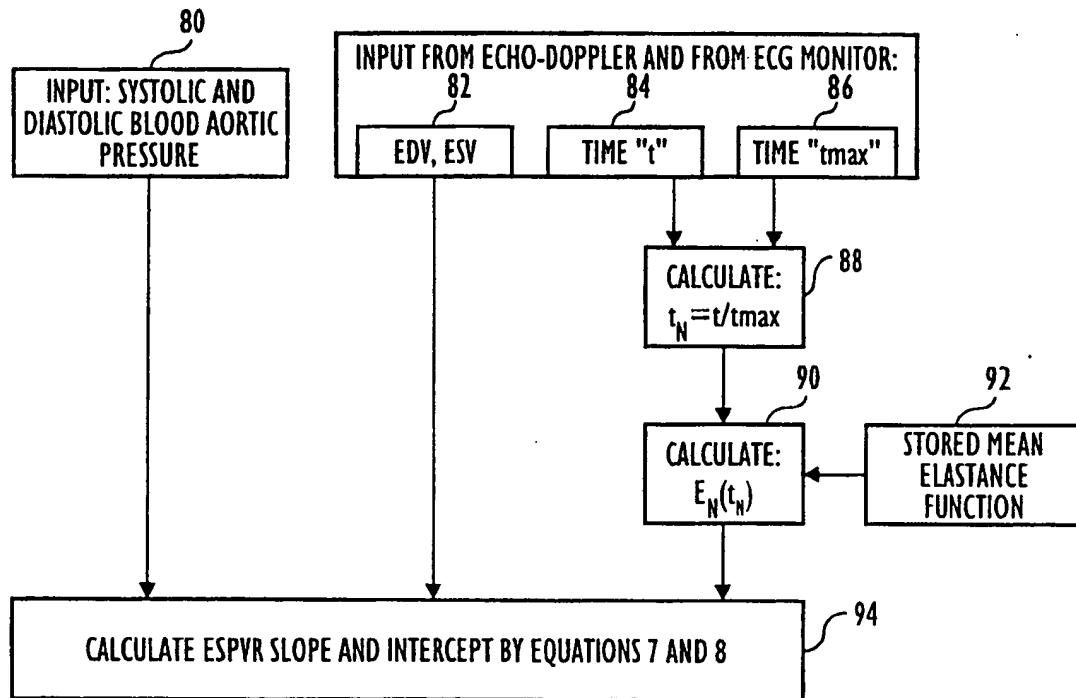 80
INPUT: SYSTOLIC AND
DIASTOLIC BLOOD AORTIC
PRESSURE
INPUT FROM ECHO-DOPPLER AND FROM ECG MONITOR:
82
84
86
EDV, ESV
TIME "t"
TIME "tmax"
88
CALCULATE:
t_N=t/tmax
90
CALCULATE:
E_N(t_N)
92
STORED MEAN
ELASTANCE
FUNCTION
94
CALCULATE ESPVR SLOPE AND INTERCEPT BY EQUATIONS 7 AND 8